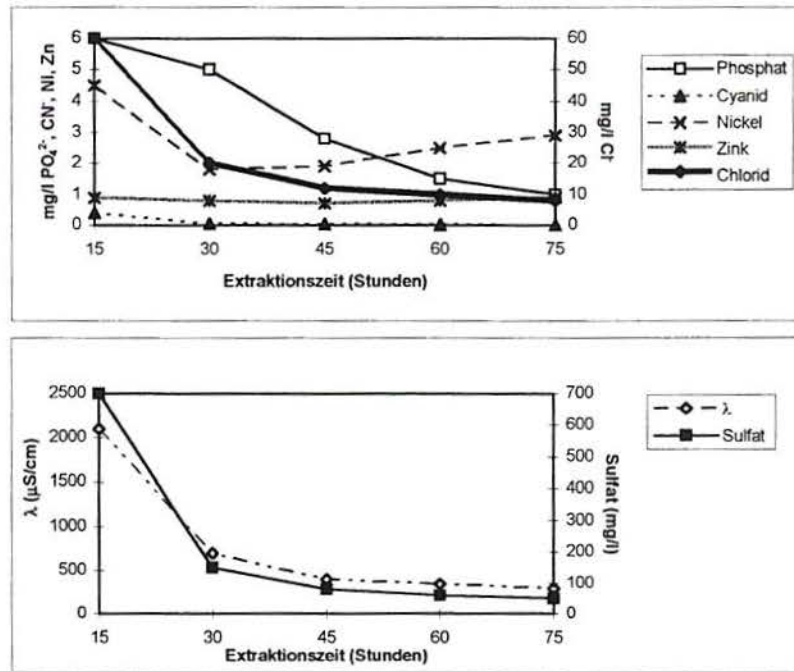 mg/l PO₄²⁻, CN⁻, NI, Zn
6
5
4
3
2
1
0
60
50
40
30
20
10
0
mg/l Cl
15
30
45
60
75
Extraktionszeit (Stunden)
Phosphat
Cyanid
Nickel
Zink
Chlorid
λ (µS/cm)
2500
2000
1500
1000
500
0
700
600
500
400
300
200
100
0
Sulfat (mg/l)
15
30
45
60
75
Extraktionszeit (Stunden)
λ
Sulfat